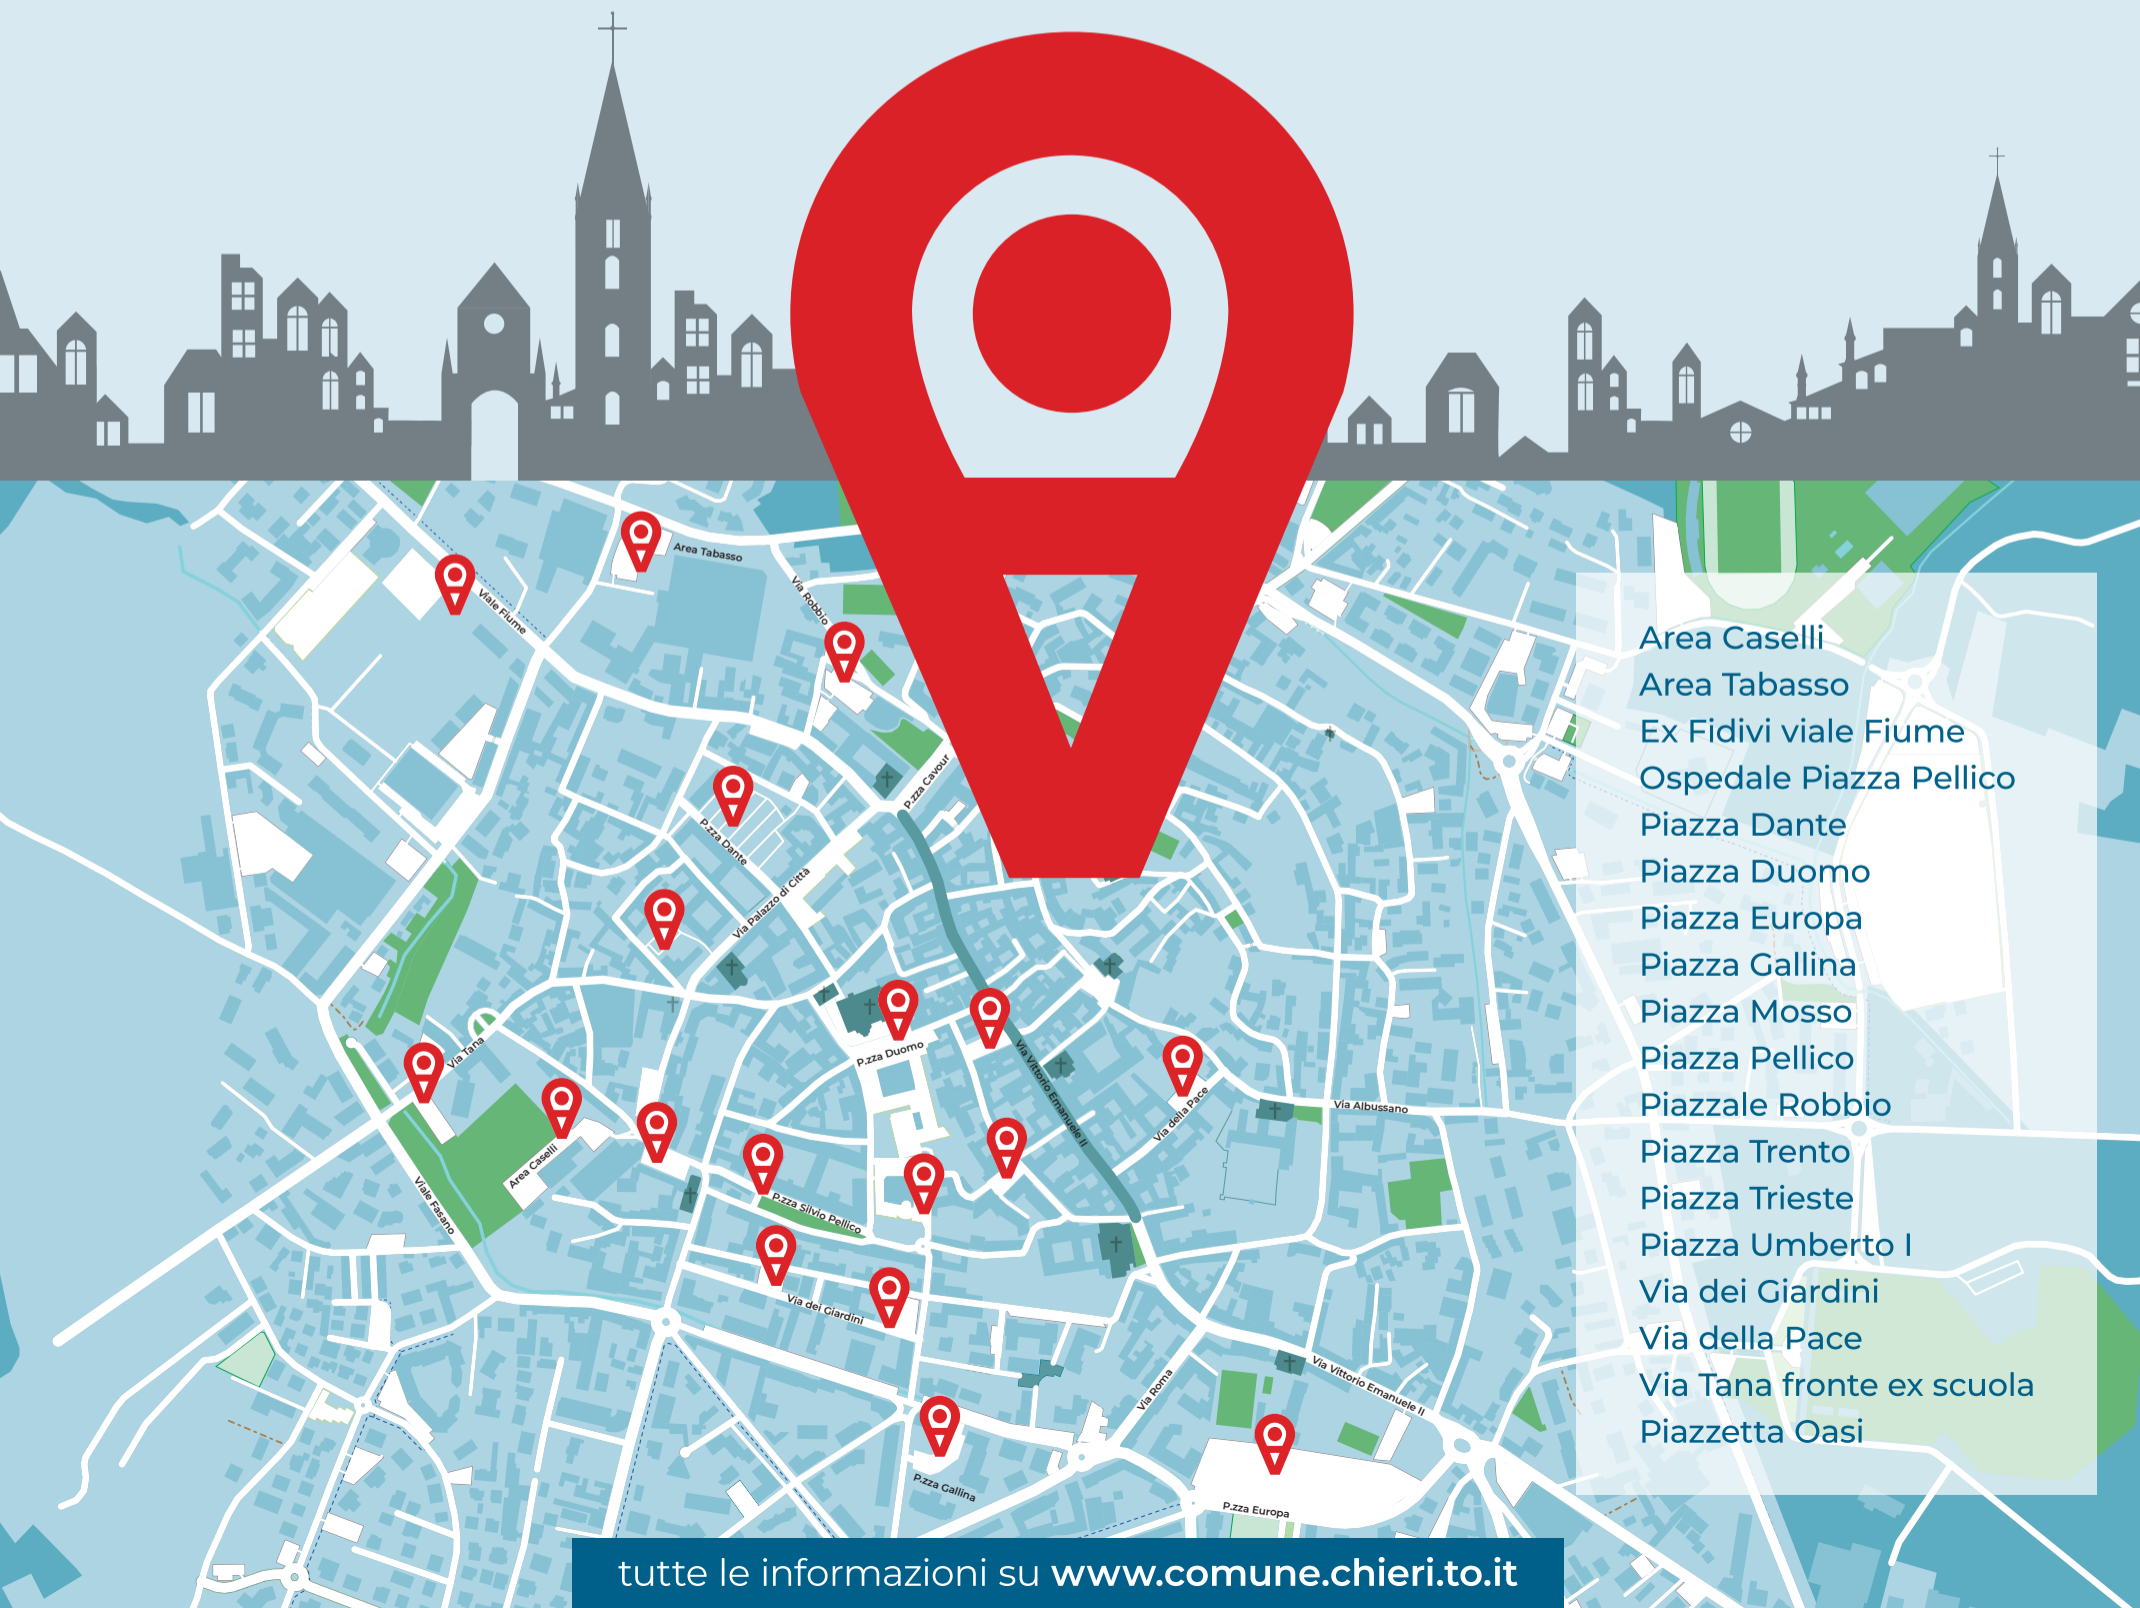 Area Tabasso
Viale Fiume
Via Robbio
P.zza Cavour
P.zza Dante
Via Palazzo di Città
P.zza Duomo
Via Tana
Via Vittorio Emanuele II
Via della Pace
Via Albussano
Area Caselli
Viale Fasano
P.zza Silvio Pellico
Via dei Giardini
Via Roma
Via Vittorio Emanuele II
P.zza Gallina
P.zza Europa
Area Caselli
Area Tabasso
Ex Fidivi viale Fiume
Ospedale Piazza Pellico
Piazza Dante
Piazza Duomo
Piazza Europa
Piazza Gallina
Piazza Mosso
Piazza Pellico
Piazzale Robbio
Piazza Trento
Piazza Trieste
Piazza Umberto I
Via dei Giardini
Via della Pace
Via Tana fronte ex scuola
Piazzetta Oasi
tutte le informazioni su www.comune.chieri.to.it